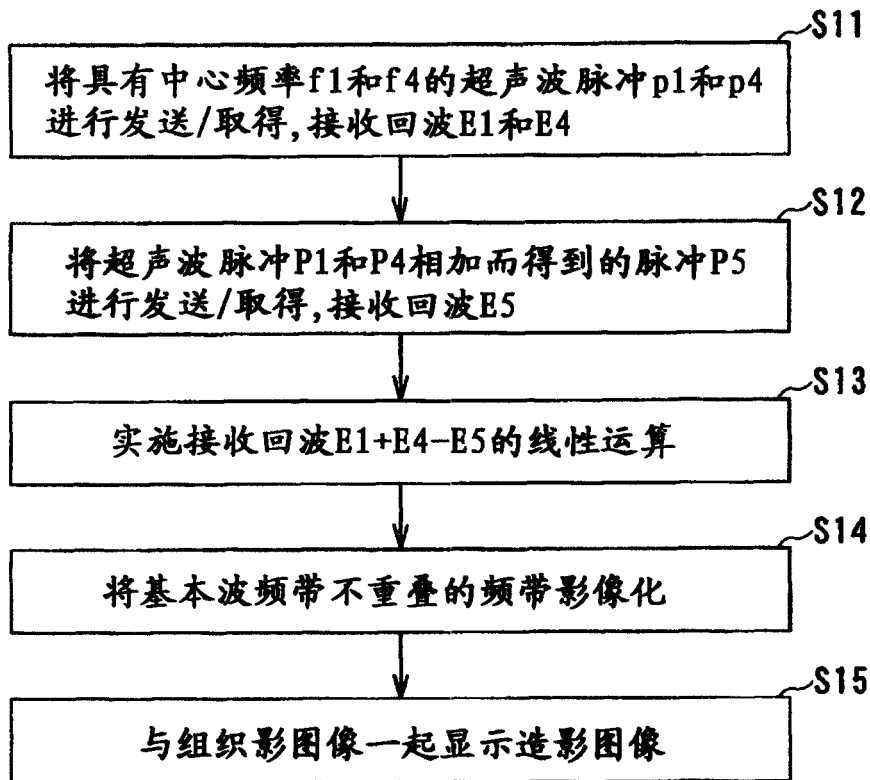 S11
将具有中心频率f1和f4的超声波脉冲p1和p4
进行发送/取得,接收回波E1和E4
S12
将超声波脉冲P1和P4相加而得到的脉冲P5
进行发送/取得,接收回波E5
S13
实施接收回波E1+E4-E5的线性运算
S14
将基本波频带不重叠的频带影像化
S15
与组织影图像一起显示造影图像